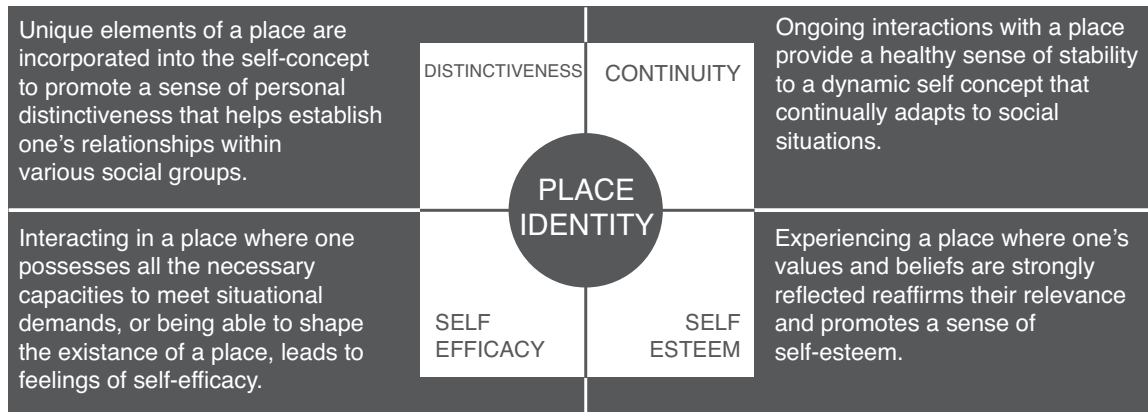 Unique elements of a place are
incorporated into the self-concept
to promote a sense of personal
distinctiveness that helps establish
one's relationships within
various social groups.
DISTINCTIVENESS
CONTINUITY
Ongoing interactions with a place
provide a healthy sense of stability
to a dynamic self concept that
continually adapts to social
situations.
PLACE
IDENTITY
Interacting in a place where one
possesses all the necessary
capacities to meet situational
demands, or being able to shape
the existance of a place, leads to
feelings of self-efficacy.
SELF
EFFICACY
SELF
ESTEEM
Experiencing a place where one's
values and beliefs are strongly
reflected reaffirms their relevance
and promotes a sense of
self-esteem.